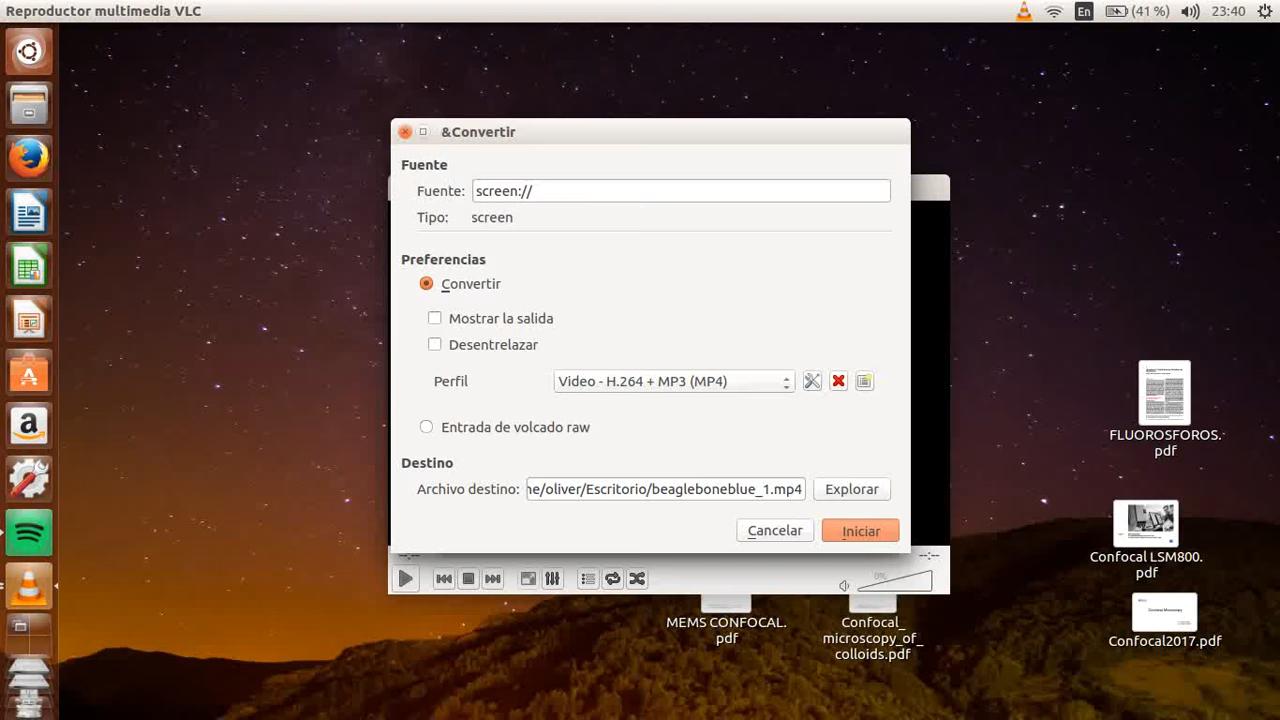 Reproductor multimedia VLC
En
(41 %)
23:40
&Convertir
Fuente
Fuente:
screen://
Tipo:
screen
Preferencias
Convertir
Mostrar la salida
Desentrelazar
Perfil
Video - H.264 + MP3 (MP4)
Entrada de volcado raw
Destino
Archivo destino:
ne/oliver/Escritorio/beagleboneblue_1.mp4
Explorar
Cancelar
Iniciar
0%
FLUOROSFOROS.
pdf
Confocal LSM800.
pdf
MEMS CONFOCAL.
pdf
Confocal_
microscopy_of_
colloids.pdf
Confocal2017.pdf